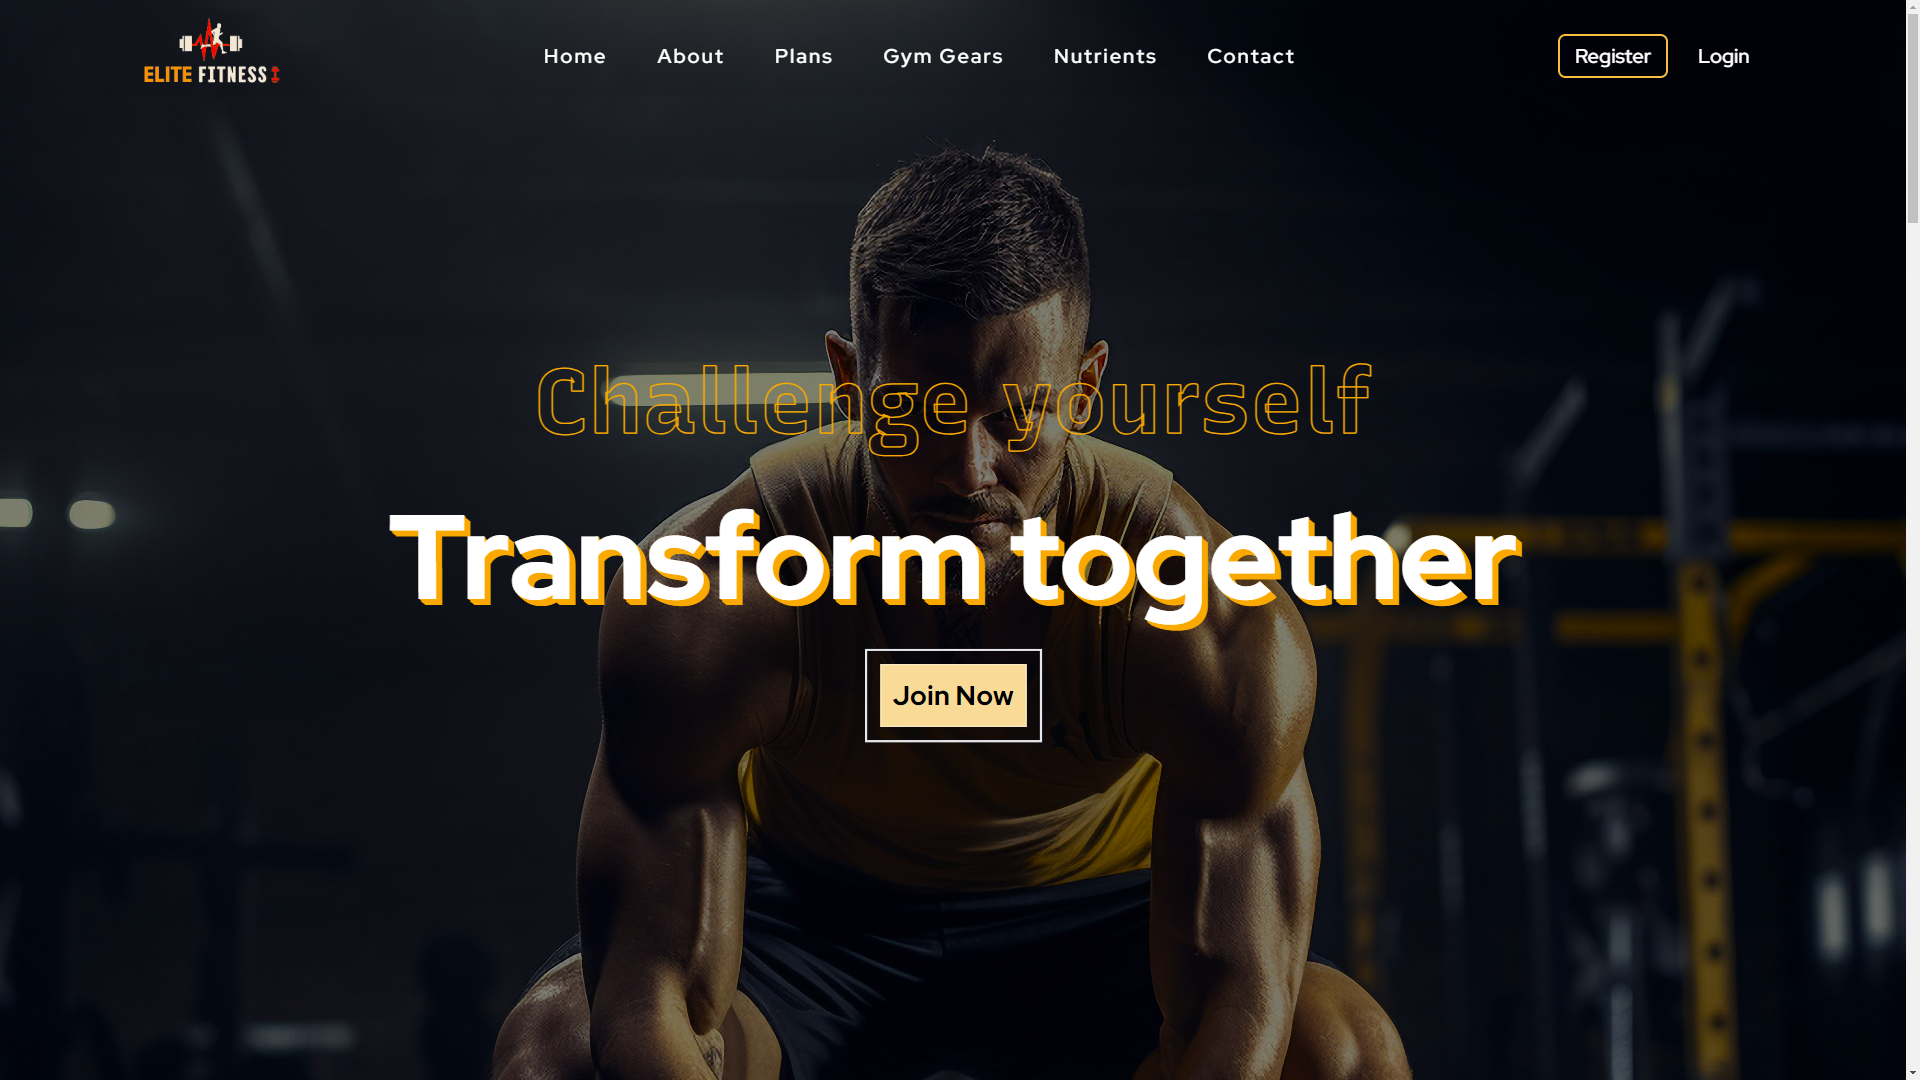 ELITE FITNESS
Home
About
Plans
Gym Gears
Nutrients
Contact
Register
Login
Challenge yourself
Transform together
Join Now